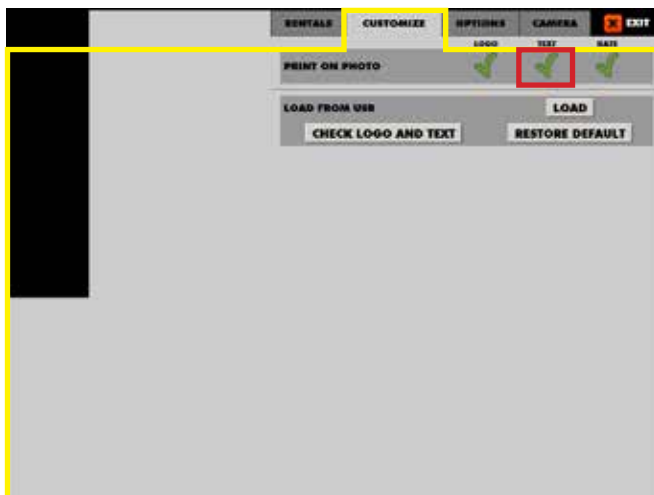 RENTALS CUSTOMIZE OPTIONS CAMERA X EXIT
LOGO TEXT DATE
PRINT ON PHOTO
LOAD FROM USB LOAD
CHECK LOGO AND TEXT RESTORE DEFAULT